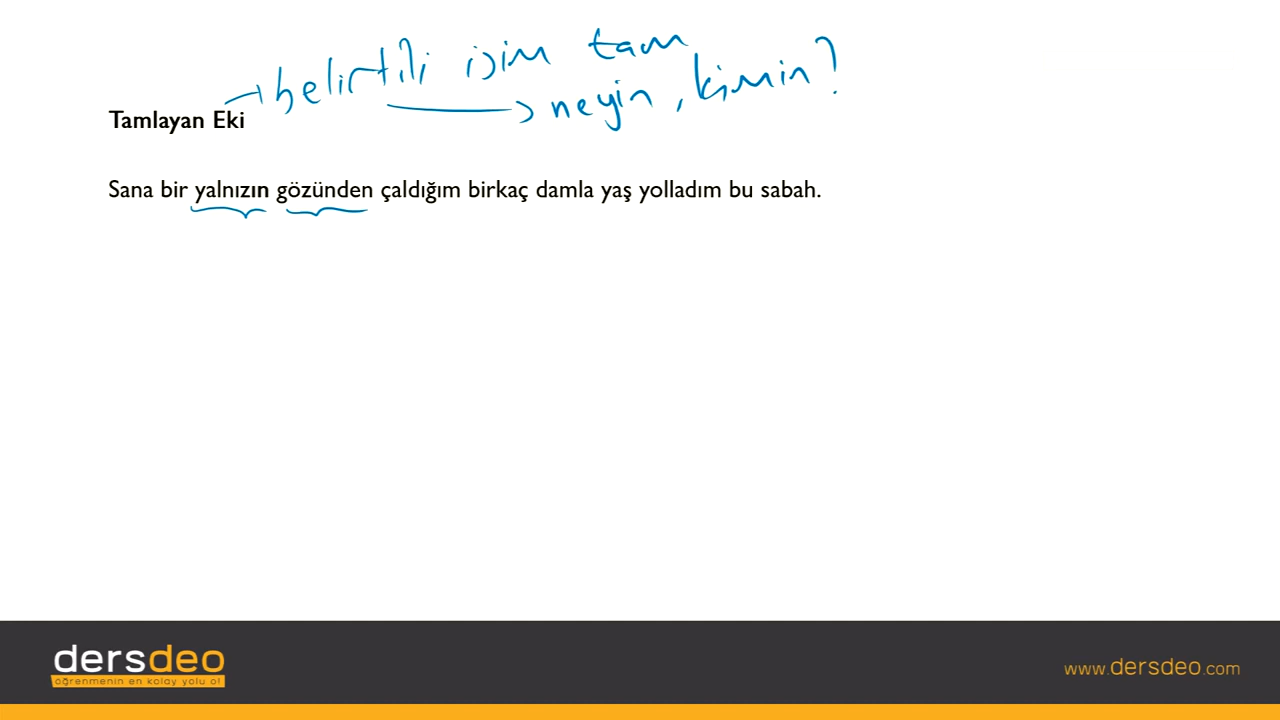 belirtili isim tam
neyin, kimin?
Tamlayan Eki
Sana bir yalnızın gözünden çaldığım birkaç damla yaş yolladım bu sabah.
dersdeo
öğrenmenin en kolay yolu o!
www.dersdeo.com